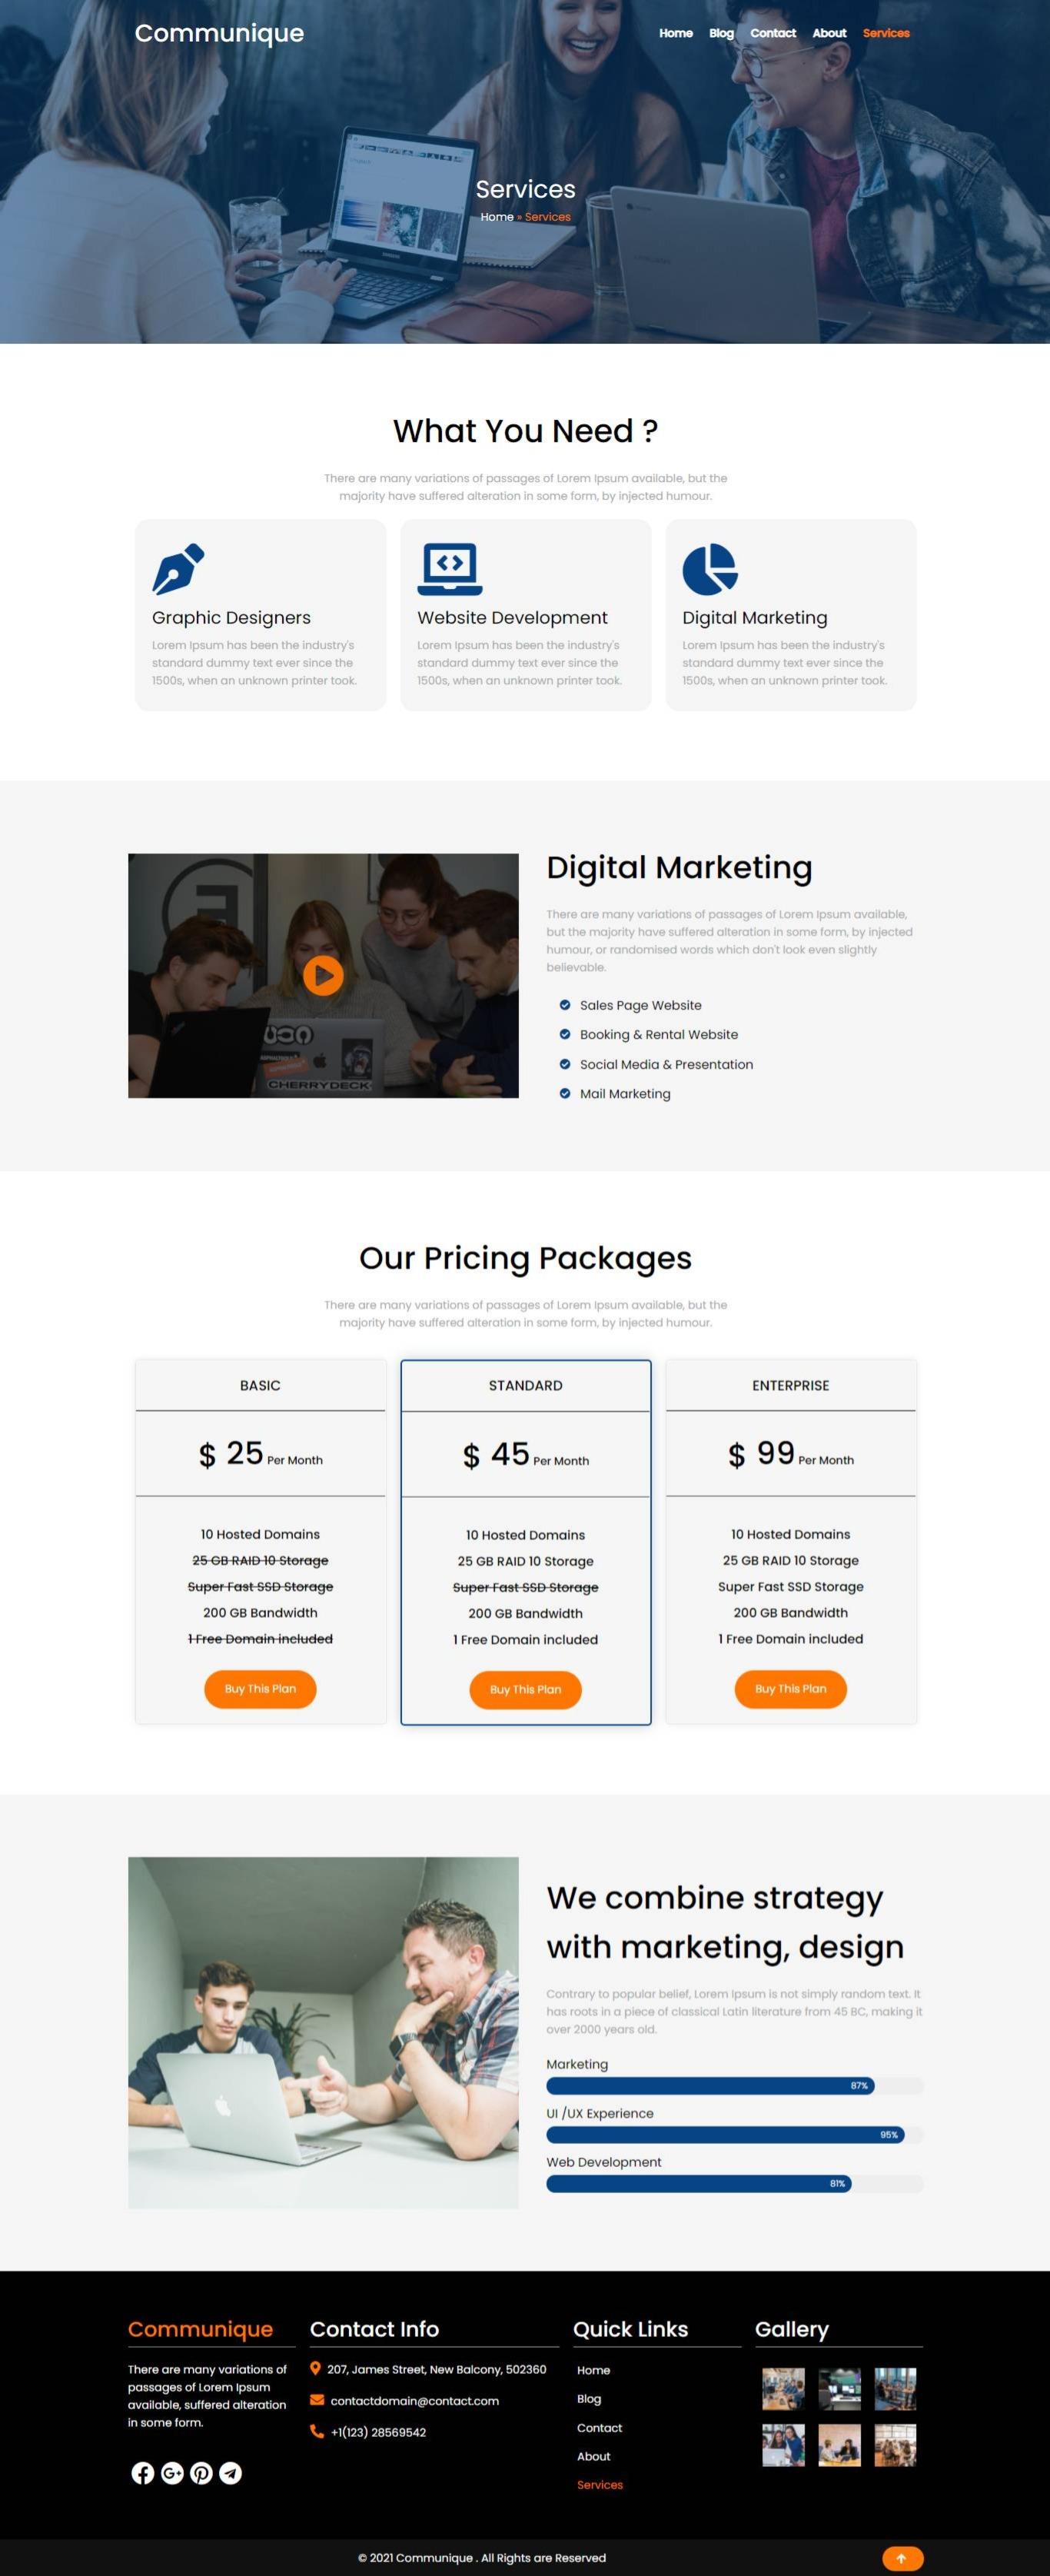 Communique
Home Blog Contact About Services
Services
Home » Services
What You Need ?
There are many variations of passages of Lorem Ipsum available, but the
majority have suffered alteration in some form, by injected humour.
Graphic Designers
Lorem Ipsum has been the industry's
standard dummy text ever since the
1500s, when an unknown printer took.
Website Development
Lorem Ipsum has been the industry's
standard dummy text ever since the
1500s, when an unknown printer took.
Digital Marketing
Lorem Ipsum has been the industry's
standard dummy text ever since the
1500s, when an unknown printer took.
CHERRYDECK
Digital Marketing
There are many variations of passages of Lorem Ipsum available,
but the majority have suffered alteration in some form, by injected
humour, or randomised words which don't look even slightly
believable.
Sales Page Website
Booking & Rental Website
Social Media & Presentation
Mail Marketing
Our Pricing Packages
There are many variations of passages of Lorem Ipsum available, but the
majority have suffered alteration in some form, by injected humour.
BASIC
$ 25 Per Month
10 Hosted Domains
25 GB RAID 10 Storage
Super Fast SSD Storage
200 GB Bandwidth
1 Free Domain included
Buy This Plan
STANDARD
$ 45 Per Month
10 Hosted Domains
25 GB RAID 10 Storage
Super Fast SSD Storage
200 GB Bandwidth
1 Free Domain included
Buy This Plan
ENTERPRISE
$ 99 Per Month
10 Hosted Domains
25 GB RAID 10 Storage
Super Fast SSD Storage
200 GB Bandwidth
1 Free Domain included
Buy This Plan
We combine strategy
with marketing, design
Contrary to popular belief, Lorem Ipsum is not simply random text. It
has roots in a piece of classical Latin literature from 45 BC, making it
over 2000 years old.
Marketing
87%
UI /UX Experience
95%
Web Development
81%
Communique
There are many variations of
passages of Lorem Ipsum
available, suffered alteration
in some form.
Contact Info
207, James Street, New Balcony, 502360
contactdomain@contact.com
+1(123) 28569542
Quick Links
Home
Blog
Contact
About
Services
Gallery
© 2021 Communique . All Rights are Reserved